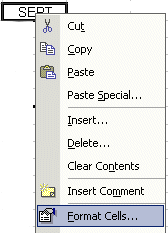 SEPT
Cut
Copy
Paste
Paste Special...
Insert...
Delete...
Clear Contents
Insert Comment
Format Cells...